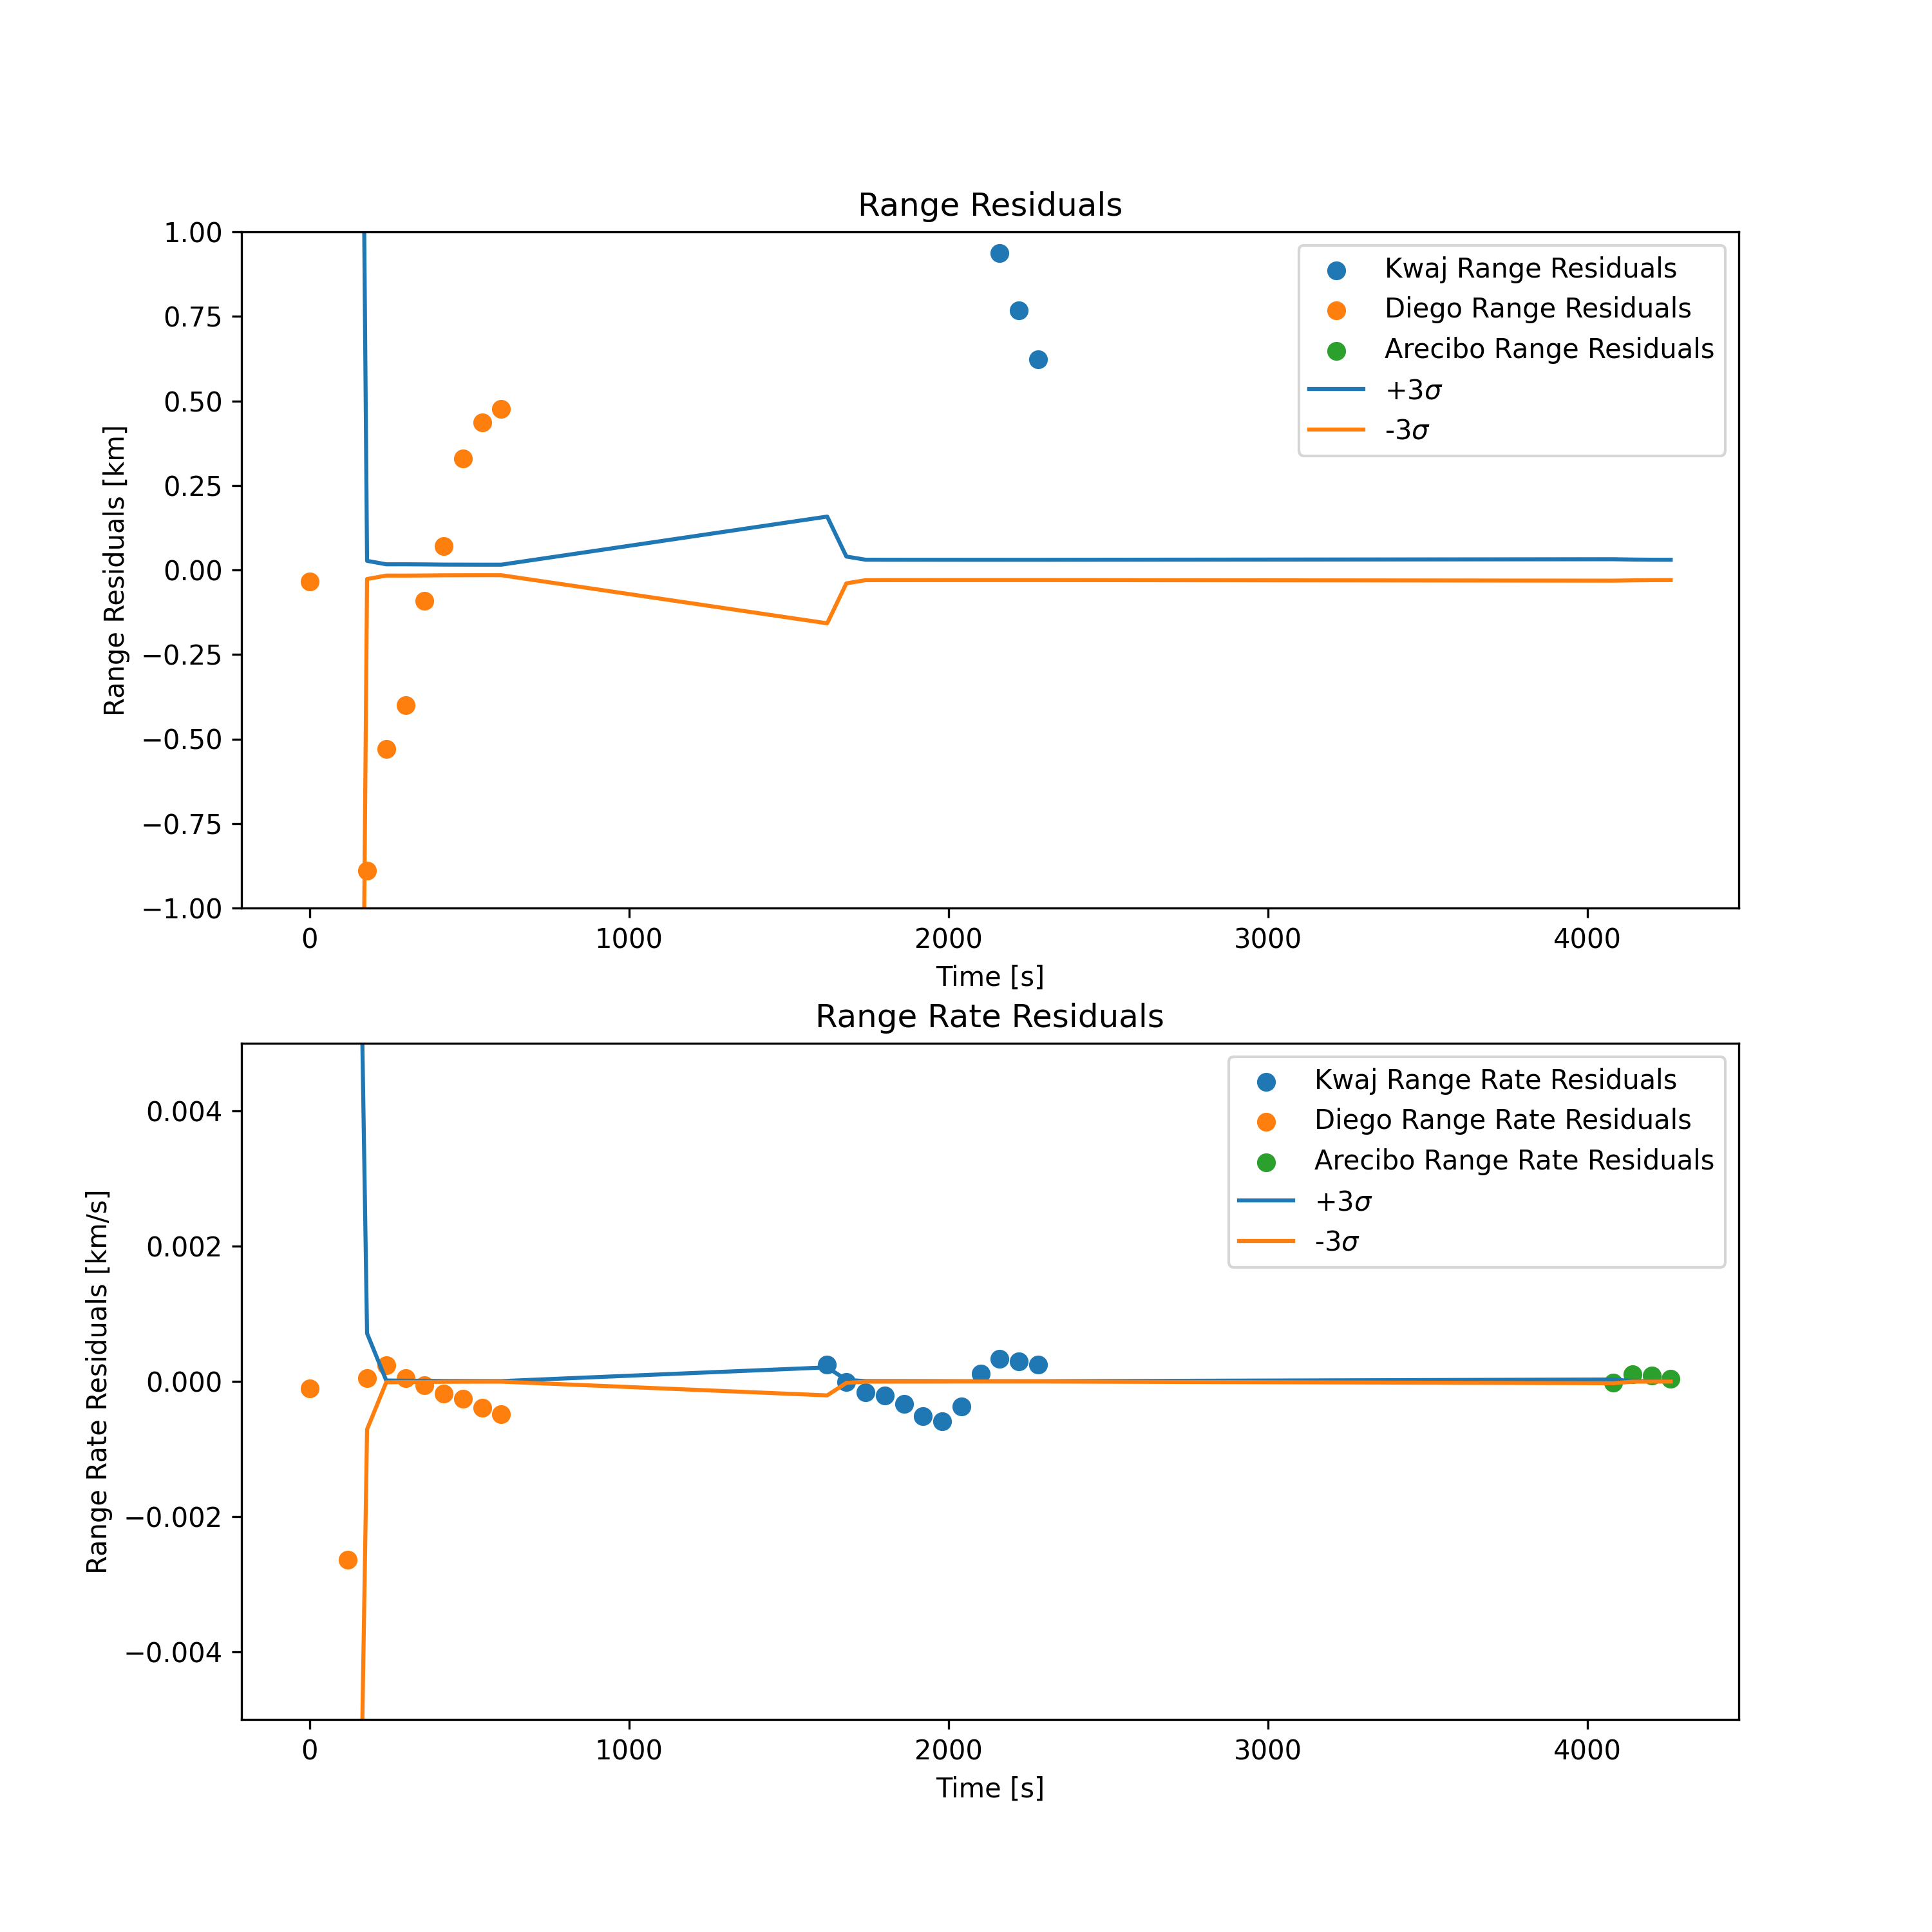 Range Residuals
1.00
0.75
0.50
0.25
0.00
−0.25
−0.50
−0.75
−1.00
Range Residuals [km]
Kwaj Range Residuals
Diego Range Residuals
Arecibo Range Residuals
+3σ
-3σ
0 1000 2000 3000 4000
Time [s]
Range Rate Residuals
0.004
0.002
0.000
−0.002
−0.004
Range Rate Residuals [km/s]
Kwaj Range Rate Residuals
Diego Range Rate Residuals
Arecibo Range Rate Residuals
+3σ
-3σ
0 1000 2000 3000 4000
Time [s]